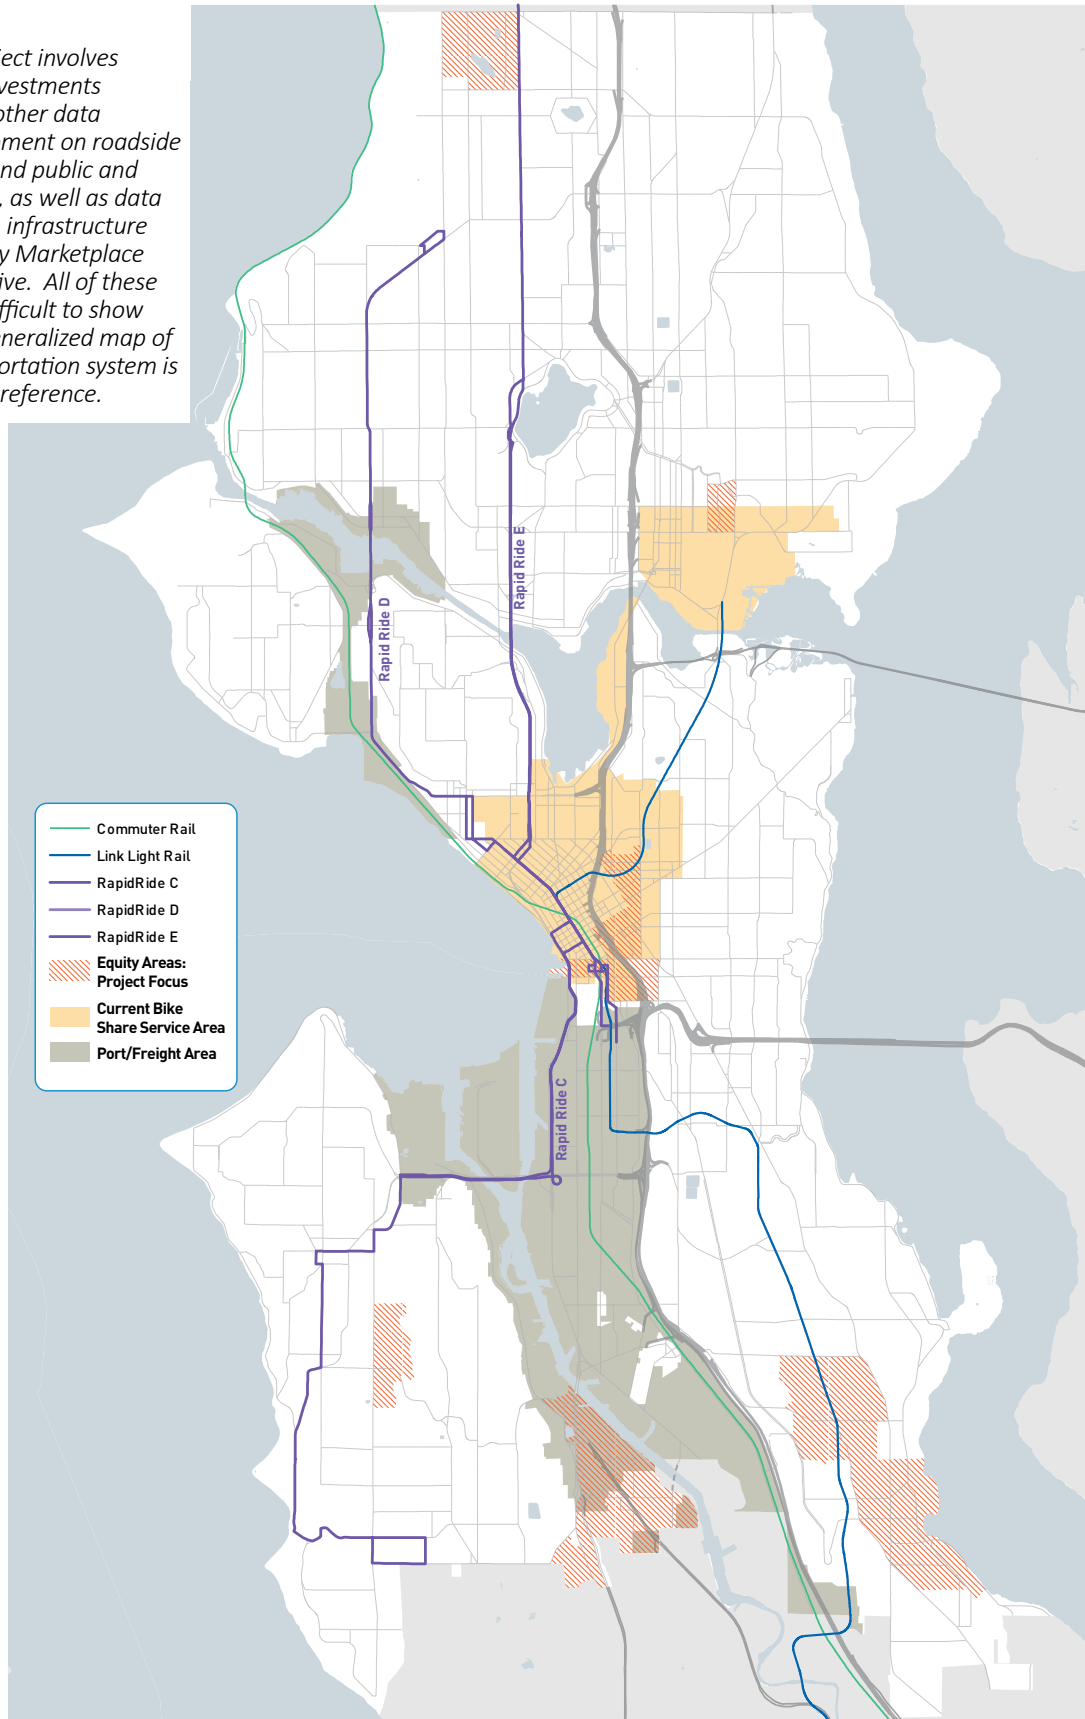 ject involves
vestments
other data
ment on roadside
nd public and
, as well as data
infrastructure
y Marketplace
ive. All of these
fficult to show
eneralized map of
ortation system is
reference.
Rapid Ride E
Rapid Ride D
Commuter Rail
Link Light Rail
RapidRide C
RapidRide D
RapidRide E
Equity Areas:
Project Focus
Current Bike
Share Service Area
Port/Freight Area
Rapid Ride C